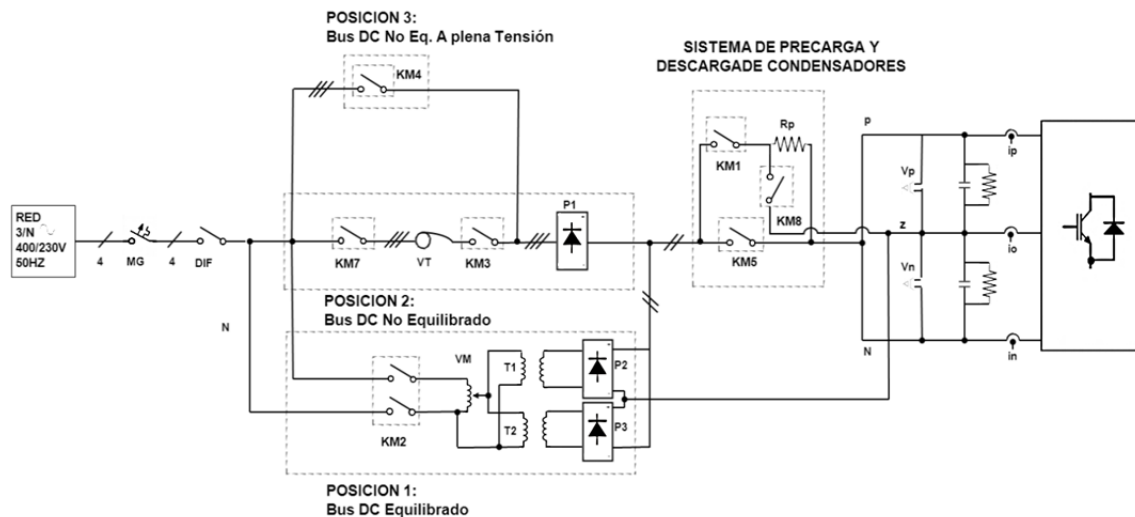 POSICION 3:
Bus DC No Eq. A plena Tensión
KM4
SISTEMA DE PRECARGA Y
DESCARGADE CONDENSADORES
Rp
KM1
KM8
KM5
P
Vp
ip
z
io
Vn
N
in
RED
3/N
400/230V
50HZ
4
MG
4
DIF
N
KM7
VT
KM3
P1
POSICION 2:
Bus DC No Equilibrado
KM2
VM
T1
T2
P2
P3
POSICION 1:
Bus DC Equilibrado